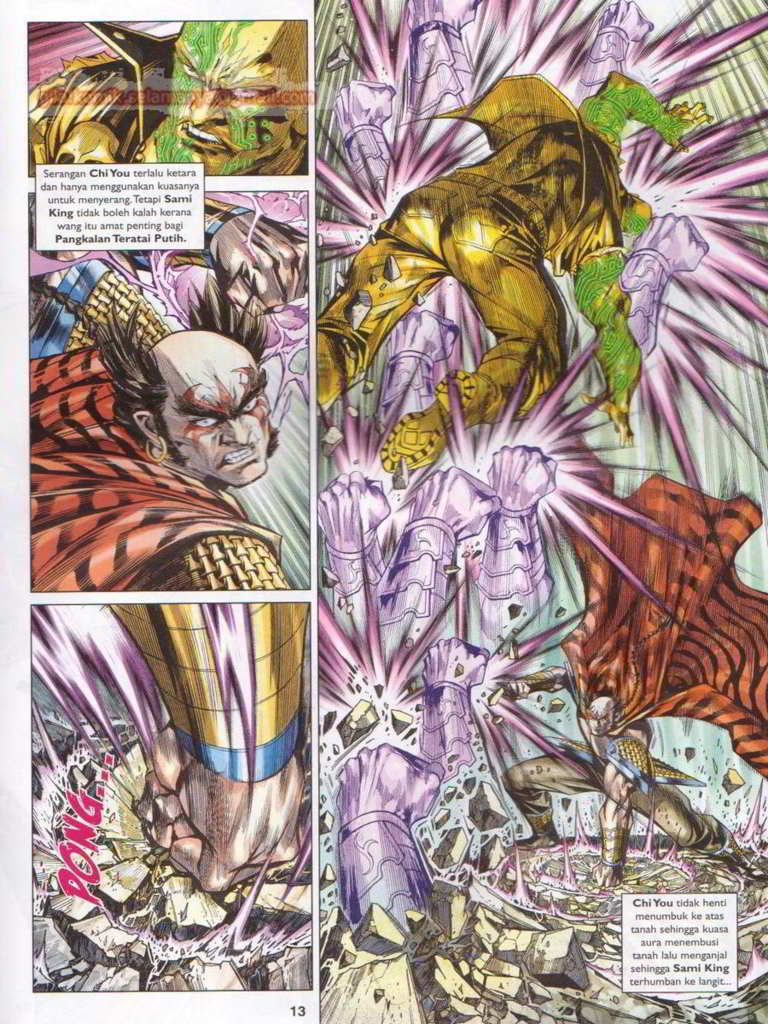 Serangan Chi You terlalu ketara
dan hanya menggunakan kuasanya
untuk menyerang. Tetapi Sami
King tidak boleh kalah kerana
wang itu amat penting bagi
Pangkalan Teratai Putih.
PONG...
Chi You tidak henti
menumbuk ke atas
tanah sehingga kuasa
aura menembusi
tanah lalu menganjal
sehingga Sami King
terhumban ke langit...
13